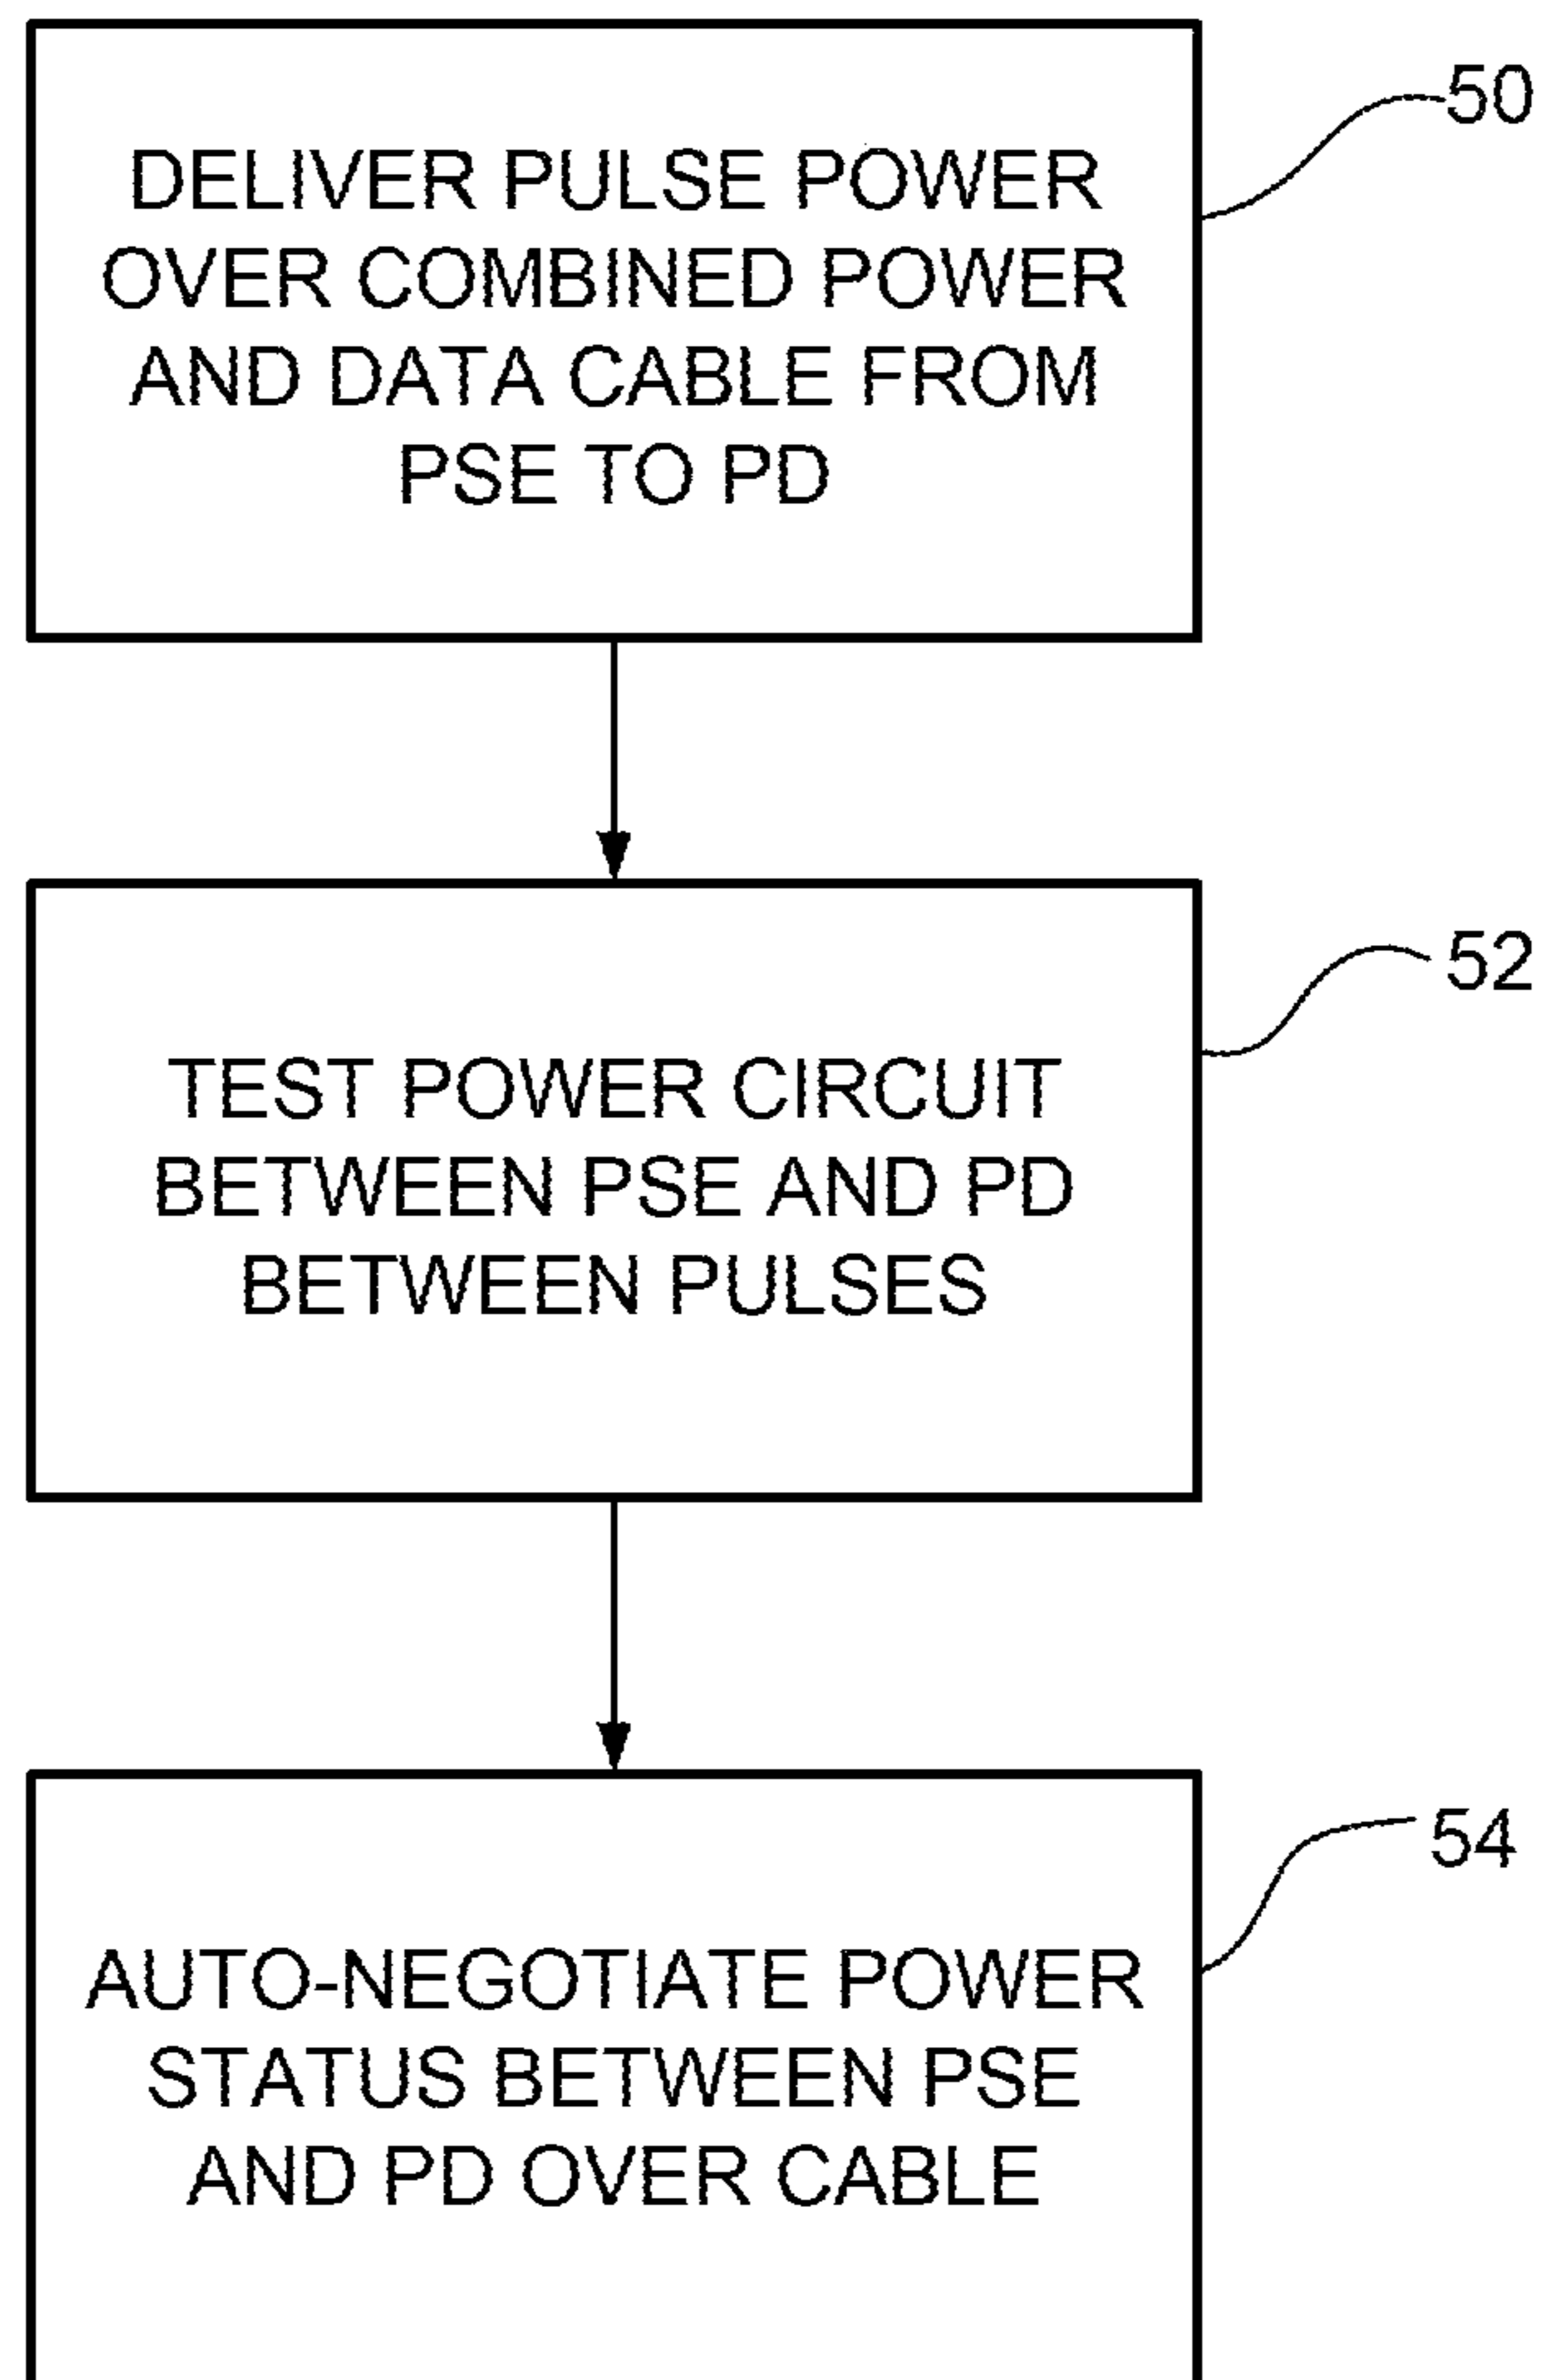 DELIVER PULSE POWER
OVER COMBINED POWER
AND DATA CABLE FROM
PSE TO PD
50
TEST POWER CIRCUIT
BETWEEN PSE AND PD
BETWEEN PULSES
52
AUTO-NEGOTIATE POWER
STATUS BETWEEN PSE
AND PD OVER CABLE
54